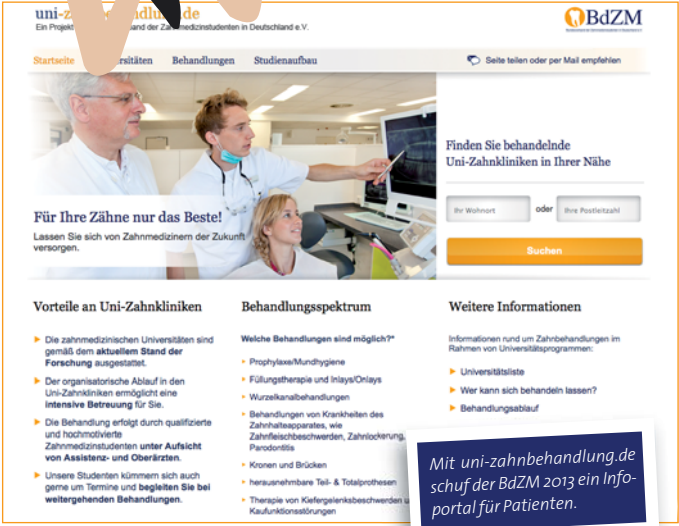 uni-
.de
Ein Projekt
der Zahnmedizinstudenten in Deutschland e.V.
BdZM
Startseite
Behandlungen
Studienaufbau
Seite teilen oder per Mail empfehlen
Finden Sie behandelnde
Uni-Zahnkliniken in Ihrer Nähe
Für Ihre Zähne nur das Beste!
Lassen Sie sich von Zahnmedizinern der Zukunft
versorgen.
Ihr Wohnort
oder
Ihre Postleitzahl
Suchen
Vorteile an Uni-Zahnkliniken
Die zahnmedizinischen Universitäten sind
gemäß dem aktuellem Stand der
Forschung ausgestattet.
Der organisatorische Ablauf in den
Uni-Zahnkliniken ermöglicht eine
intensive Betreuung für Sie.
Die Behandlung erfolgt durch qualifizierte
und hochmotivierte
Zahnmedizinstudenten unter Aufsicht
von Assistenz- und Oberärzten.
Unsere Studenten kümmern sich auch
gerne um Termine und begleiten Sie bei
weitergehenden Behandlungen.
Behandlungsspektrum
Welche Behandlungen sind möglich?*
Prophylaxe/Mundhygiene
Füllungstherapie und Inlays/Onlays
Wurzelkanalbehandlungen
Behandlungen von Krankheiten des
Zahnhalteapparates, wie
Zahnfleischbeschwerden, Zahnlockerung,
Parodontitis
Kronen und Brücken
herausnehmbare Teil- & Totalprothesen
Therapie von Kiefergelenksbeschwerden
Kaufunktionsstörungen
Weitere Informationen
Informationen rund um Zahnbehandlungen im
Rahmen von Universitätsprogrammen:
Universitätsliste
Wer kann sich behandeln lassen?
Behandlungsablauf
Mit uni-zahnbehandlung.de
schuf der BdZM 2013 ein Info-
portal für Patienten.